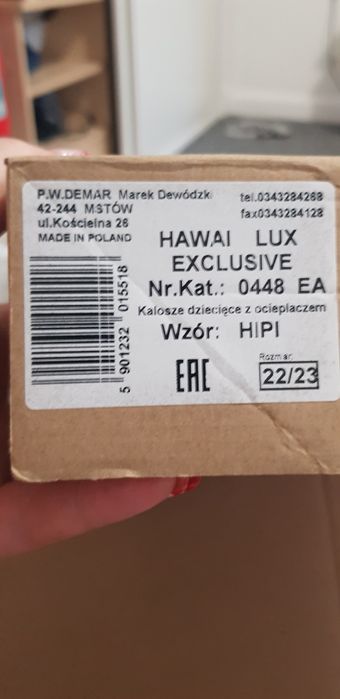 P.W.DEMAR Marek Dewódzki
42-244 MSTÓW
ul.Kościelna 26
MADE IN POLAND
tel.0343284268
fax0343284128
HAWAI LUX
EXCLUSIVE
Nr.Kat.: 0448 EA
Kalosze dziecięce z ocieplaczem
Wzór: HIPI
EAC
Rozmiar:
22/23
5 901232 015518